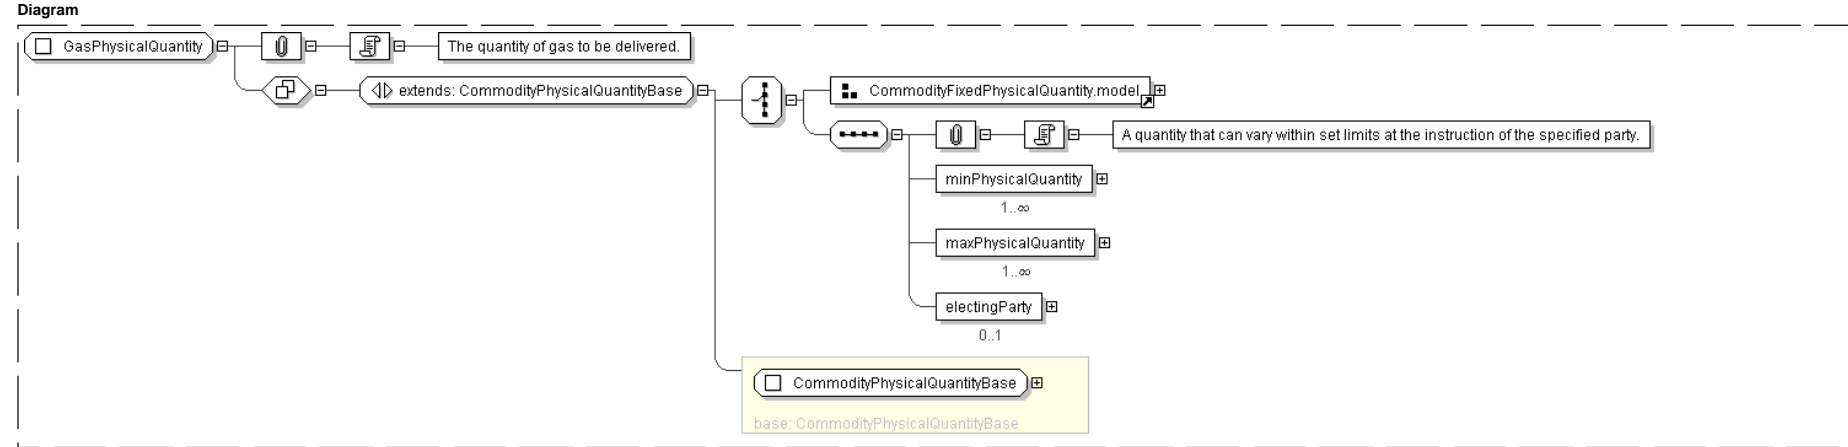 Diagram
GasPhysicalQuantity
The quantity of gas to be delivered.
extends: CommodityPhysicalQuantityBase
CommodityFixedPhysicalQuantity.model
A quantity that can vary within set limits at the instruction of the specified party.
minPhysicalQuantity
1..∞
maxPhysicalQuantity
1..∞
electingParty
0..1
CommodityPhysicalQuantityBase
base: CommodityPhysicalQuantityBase